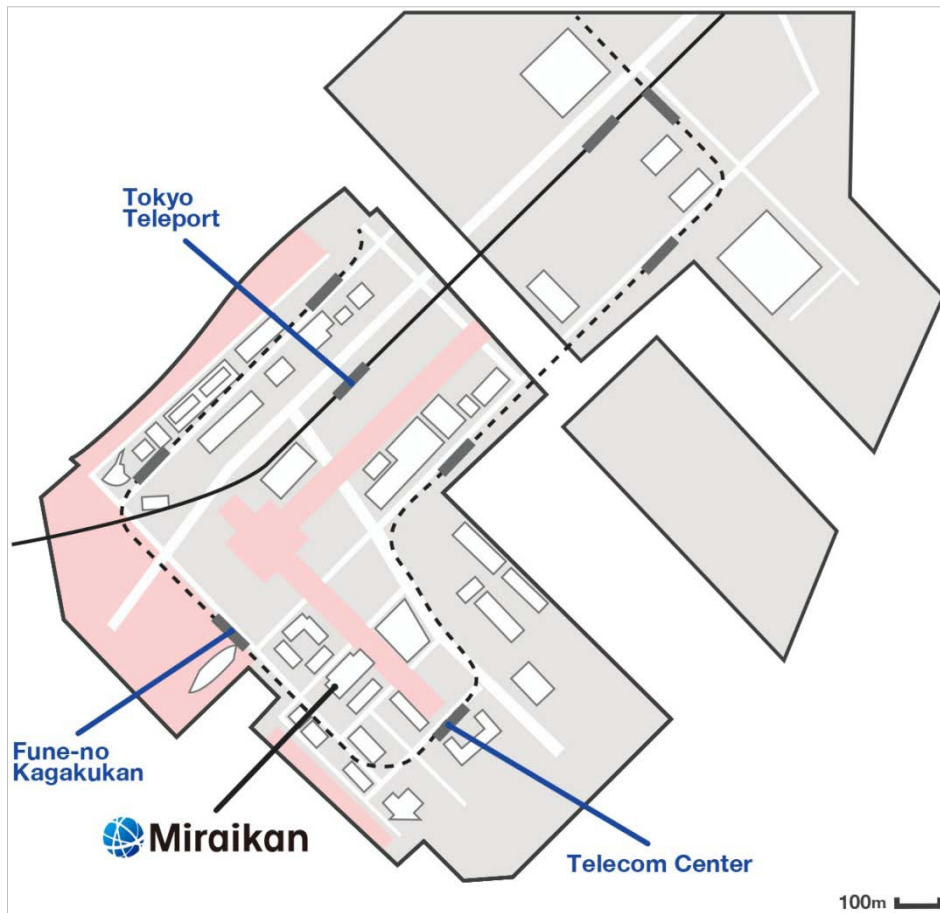 Tokyo
Teleport
Fune-no
Kagakukan
Miraikan
Telecom Center
100m